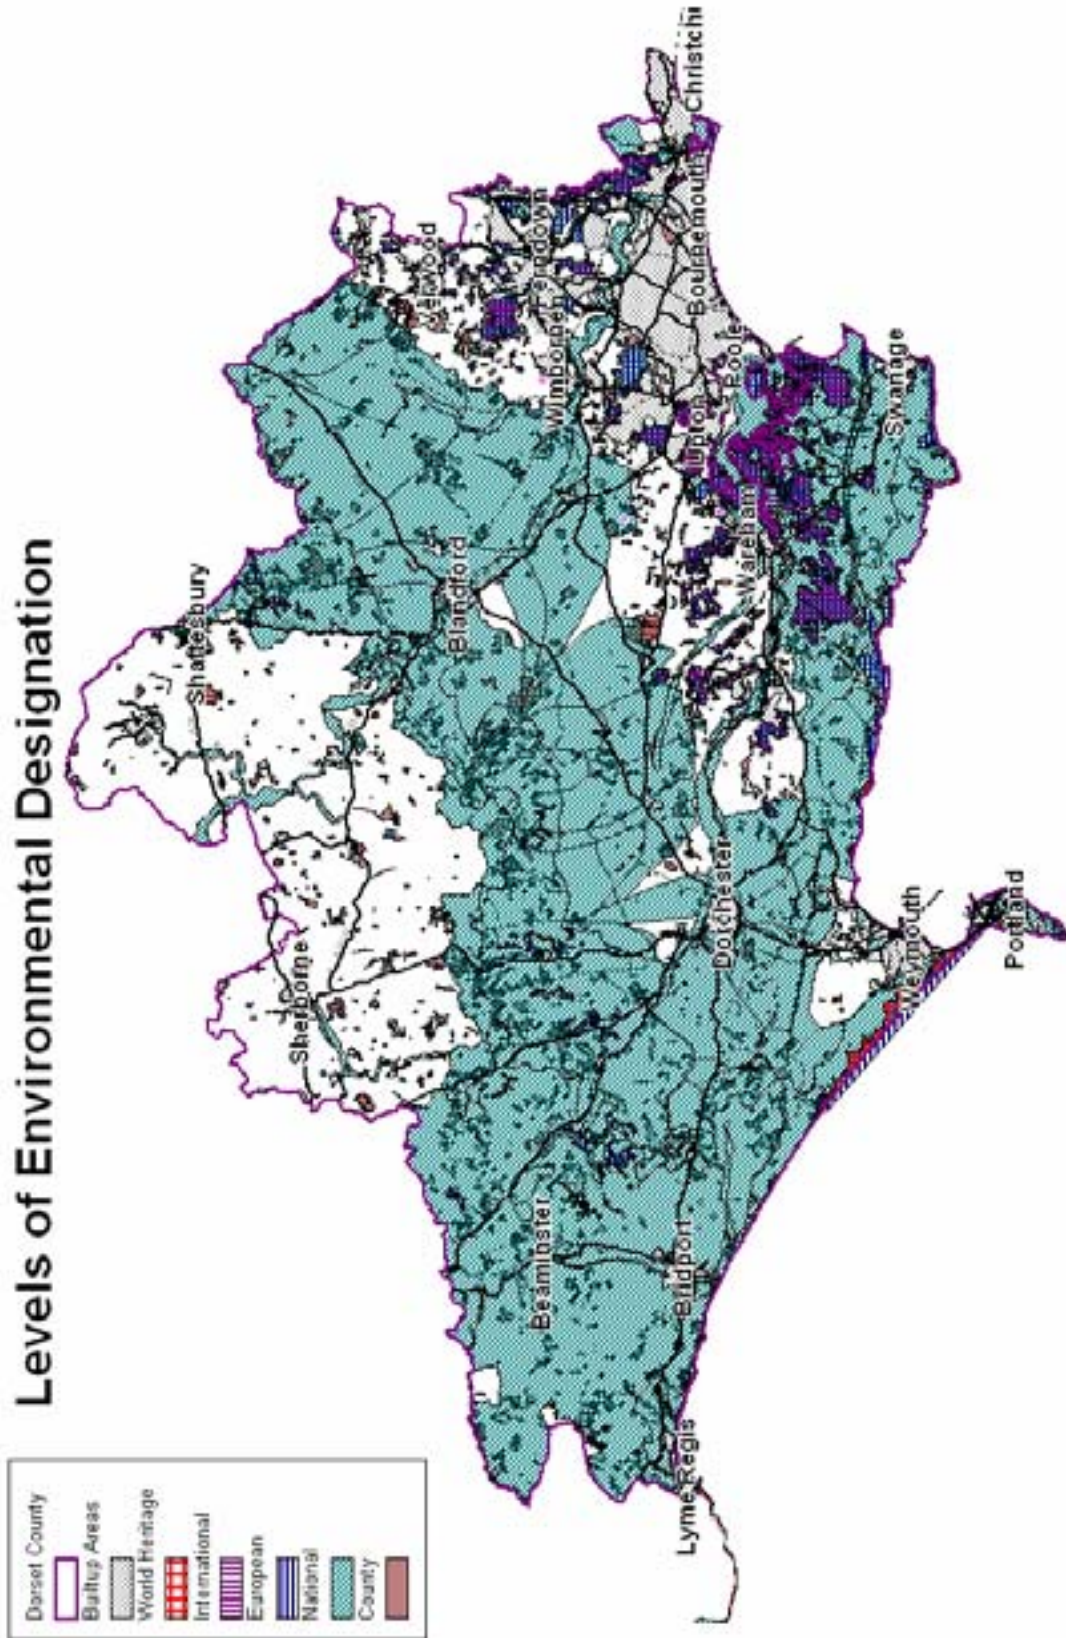 Levels of Environmental Designation
Dorset County
Builtup Areas
World Heritage
International
European
National
County
Shaftesbury
Sherborne
Verwood
Blandford
Ferndown
Wimborne
Beaminster
Christch
Bournemouth
Poole
Upton
Wareham
Dorchester
Bridport
Lyme Regis
Swanage
Weymouth
Portland